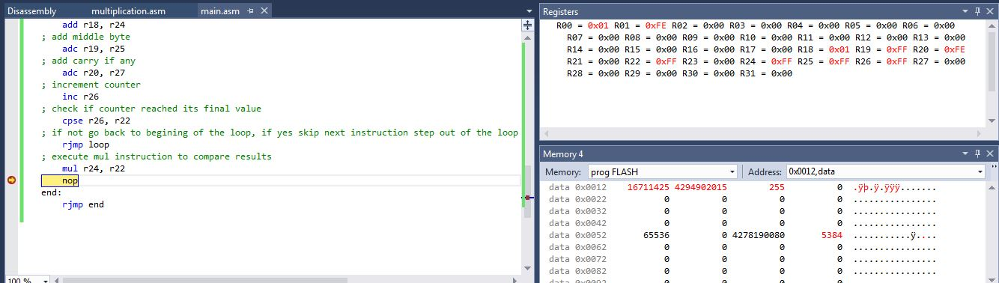 Disassembly multiplication.asm main.asm
add r18, r24
; add middle byte
adc r19, r25
; add carry if any
adc r20, r27
; increment counter
inc r26
; check if counter reached its final value
cpse r26, r22
; if not go back to begining of the loop, if yes skip next instruction step out of the loop
rjmp loop
; execute mul instruction to compare results
mul r24, r22
nop
end:
rjmp end
100 %
Registers
R00 = 0x01 R01 = 0xFE R02 = 0x00 R03 = 0x00 R04 = 0x00 R05 = 0x00 R06 = 0x00
R07 = 0x00 R08 = 0x00 R09 = 0x00 R10 = 0x00 R11 = 0x00 R12 = 0x00 R13 = 0x00
R14 = 0x00 R15 = 0x00 R16 = 0x00 R17 = 0x00 R18 = 0x01 R19 = 0xFF R20 = 0xFE
R21 = 0x00 R22 = 0xFF R23 = 0x00 R24 = 0xFF R25 = 0xFF R26 = 0xFF R27 = 0x00
R28 = 0x00 R29 = 0x00 R30 = 0x00 R31 = 0x00
Memory 4
Memory: prog FLASH Address: 0x0012,data
data 0x0012 16711425 4294902015 255 0 .ÿþ.ÿ.ÿÿÿ.......
data 0x0022 0 0 0 0 ................
data 0x0032 0 0 0 0 ................
data 0x0042 0 0 0 0 ................
data 0x0052 65536 0 4278190080 5384 ...........ÿ....
data 0x0062 0 0 0 0 ................
data 0x0072 0 0 0 0 ................
data 0x0082 0 0 0 0 ................
data 0x0092 0 0 0 0 ................